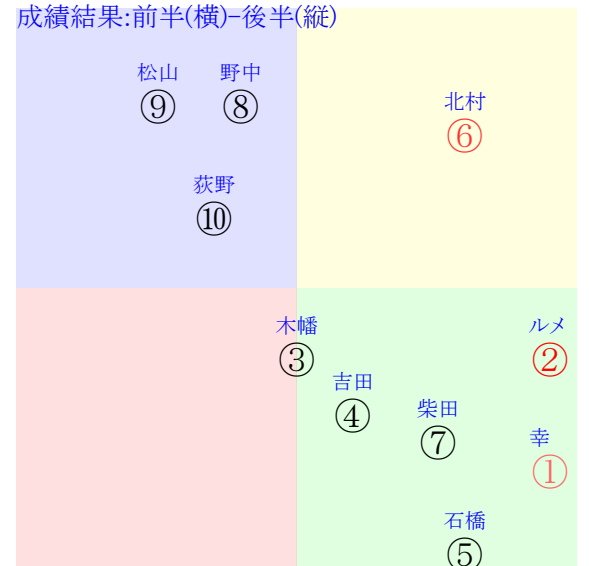 成績結果:前半(横)-後半(縦)
松山
野中
⑨
⑧
北村
⑥
荻野
⑩
木幡
ルメ
③
②
吉田
④
柴田
⑦
幸
①
石橋
⑤